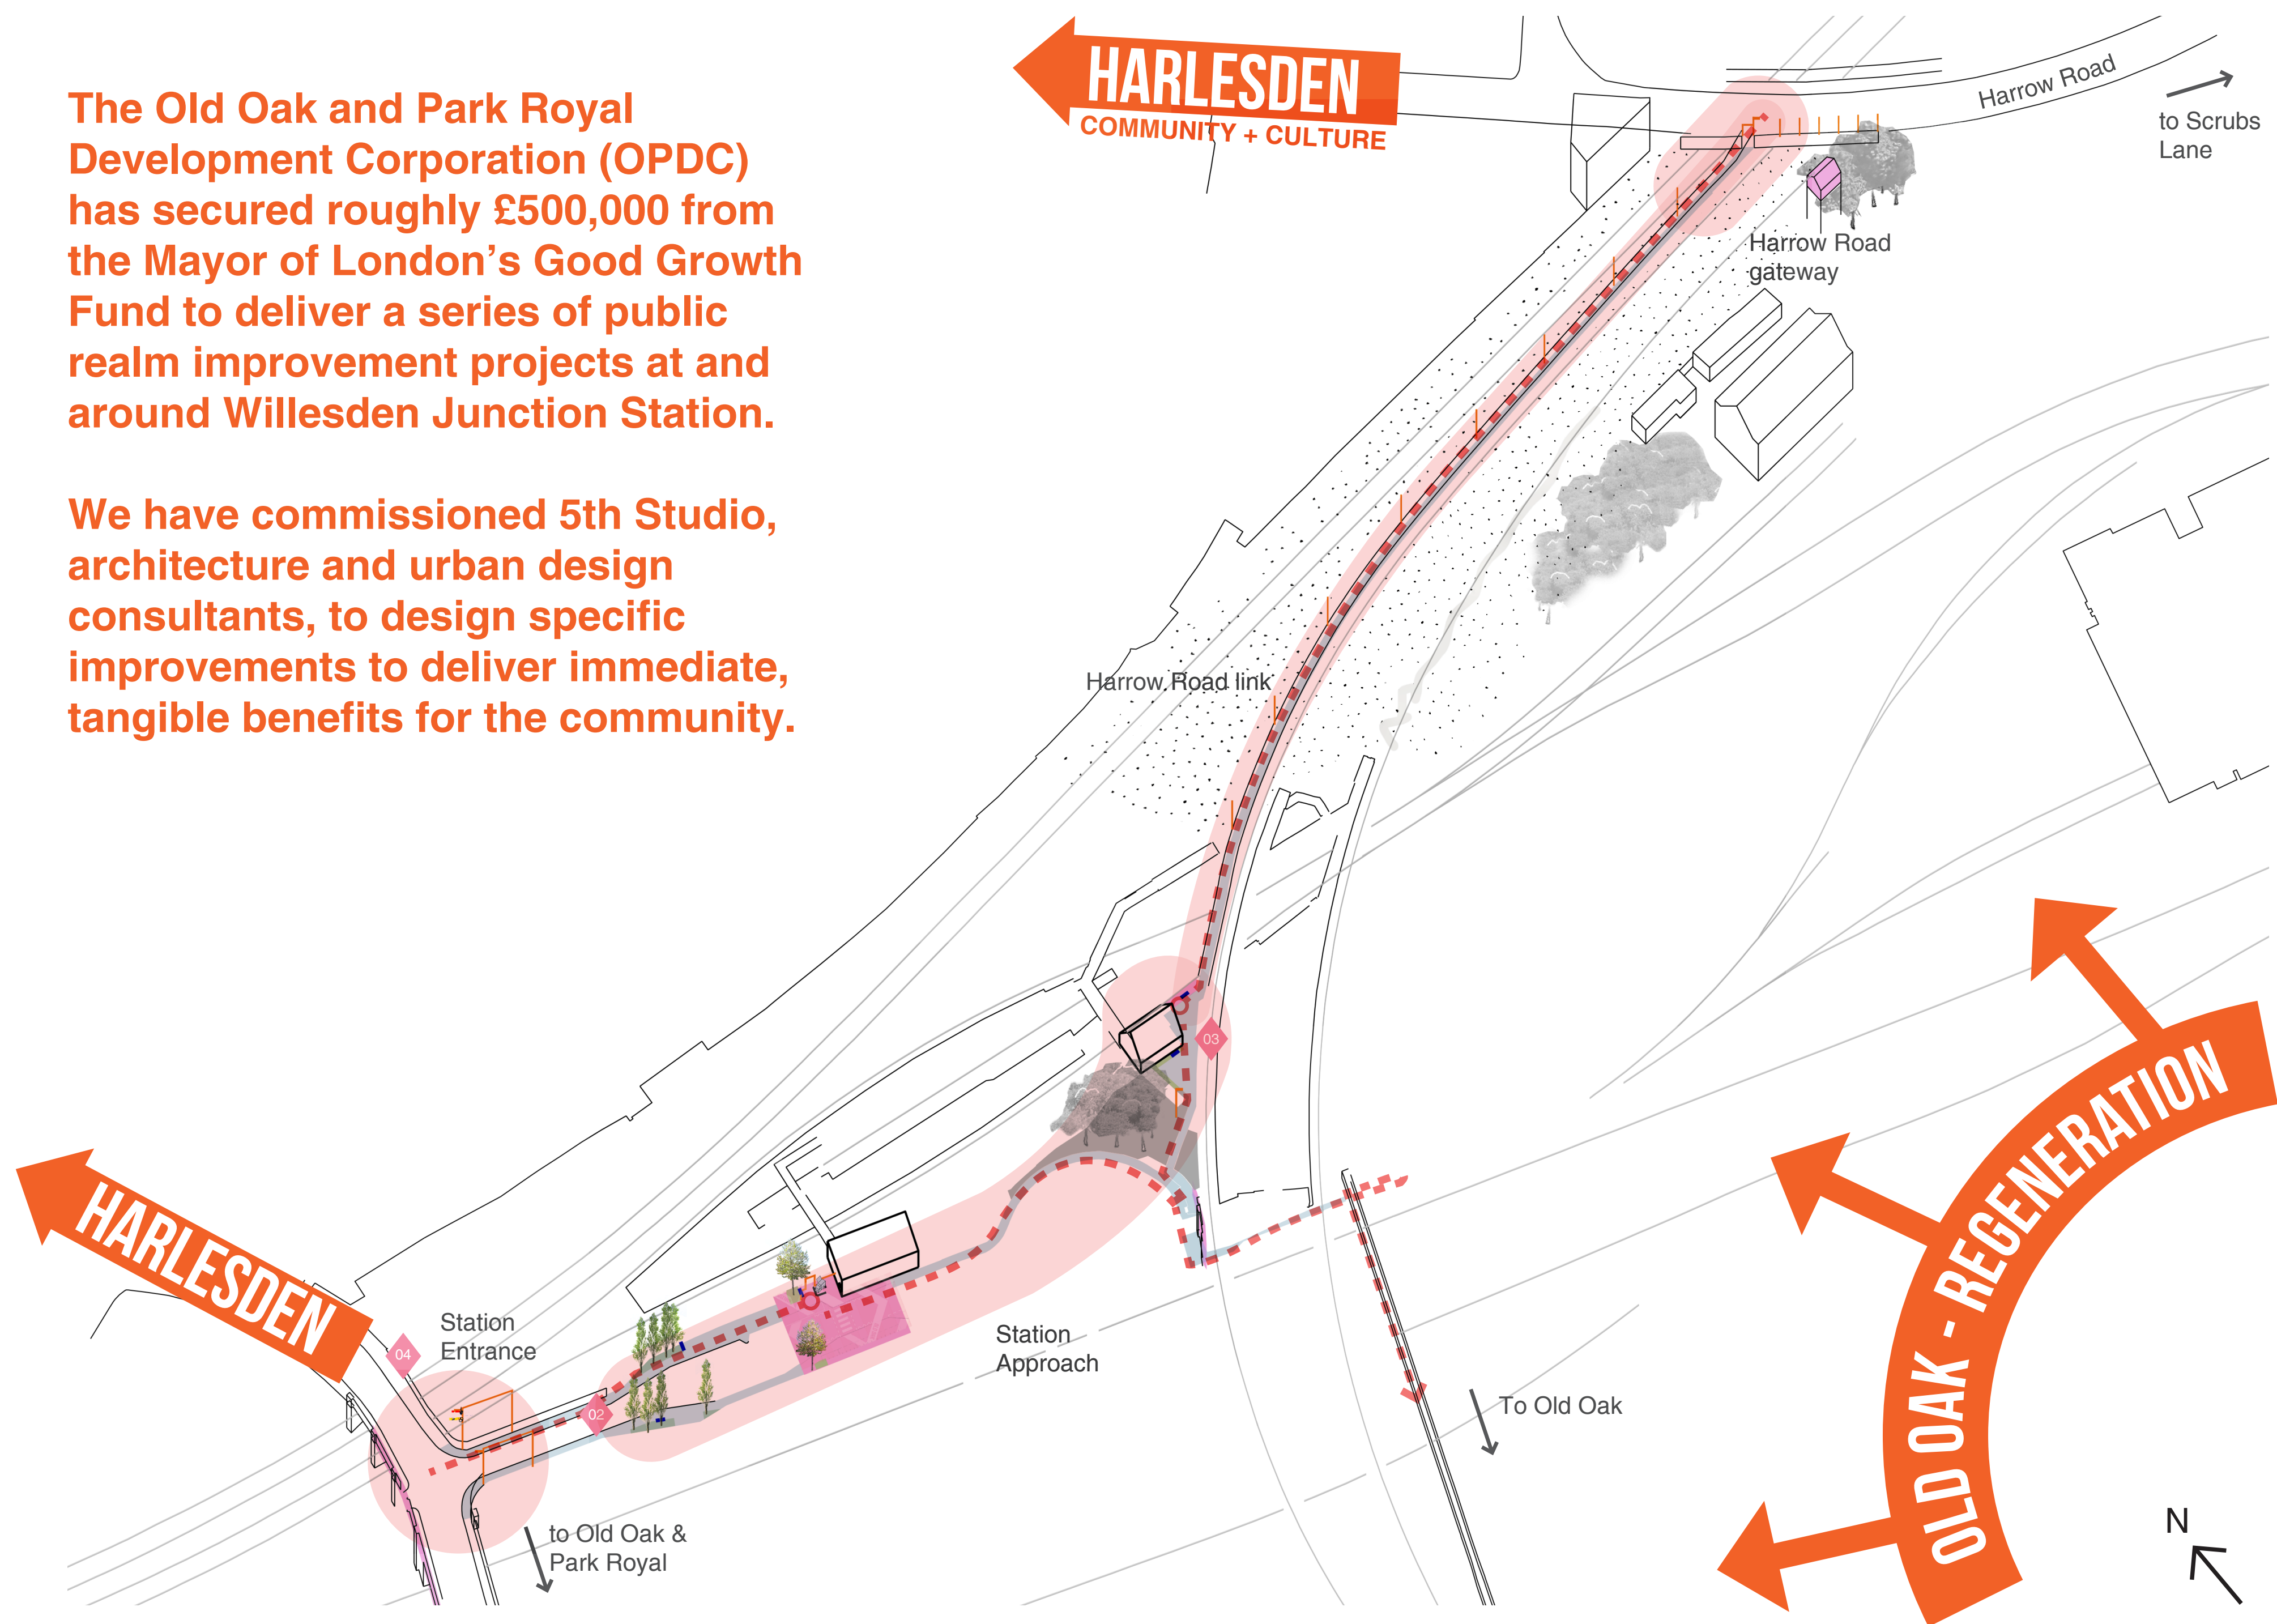 The Old Oak and Park Royal
Development Corporation (OPDC)
has secured roughly £500,000 from
the Mayor of London’s Good Growth
Fund to deliver a series of public
realm improvement projects at and
around Willesden Junction Station.
We have commissioned 5th Studio,
architecture and urban design
consultants, to design specific
improvements to deliver immediate,
tangible benefits for the community.
HARLESDEN
COMMUNITY + CULTURE
Harrow Road
to Scrubs
Lane
Harrow Road
gateway
Harrow Road link
03
HARLESDEN
04
Station
Entrance
02
Station
Approach
To Old Oak
to Old Oak &
Park Royal
OLD OAK - REGENERATION
N